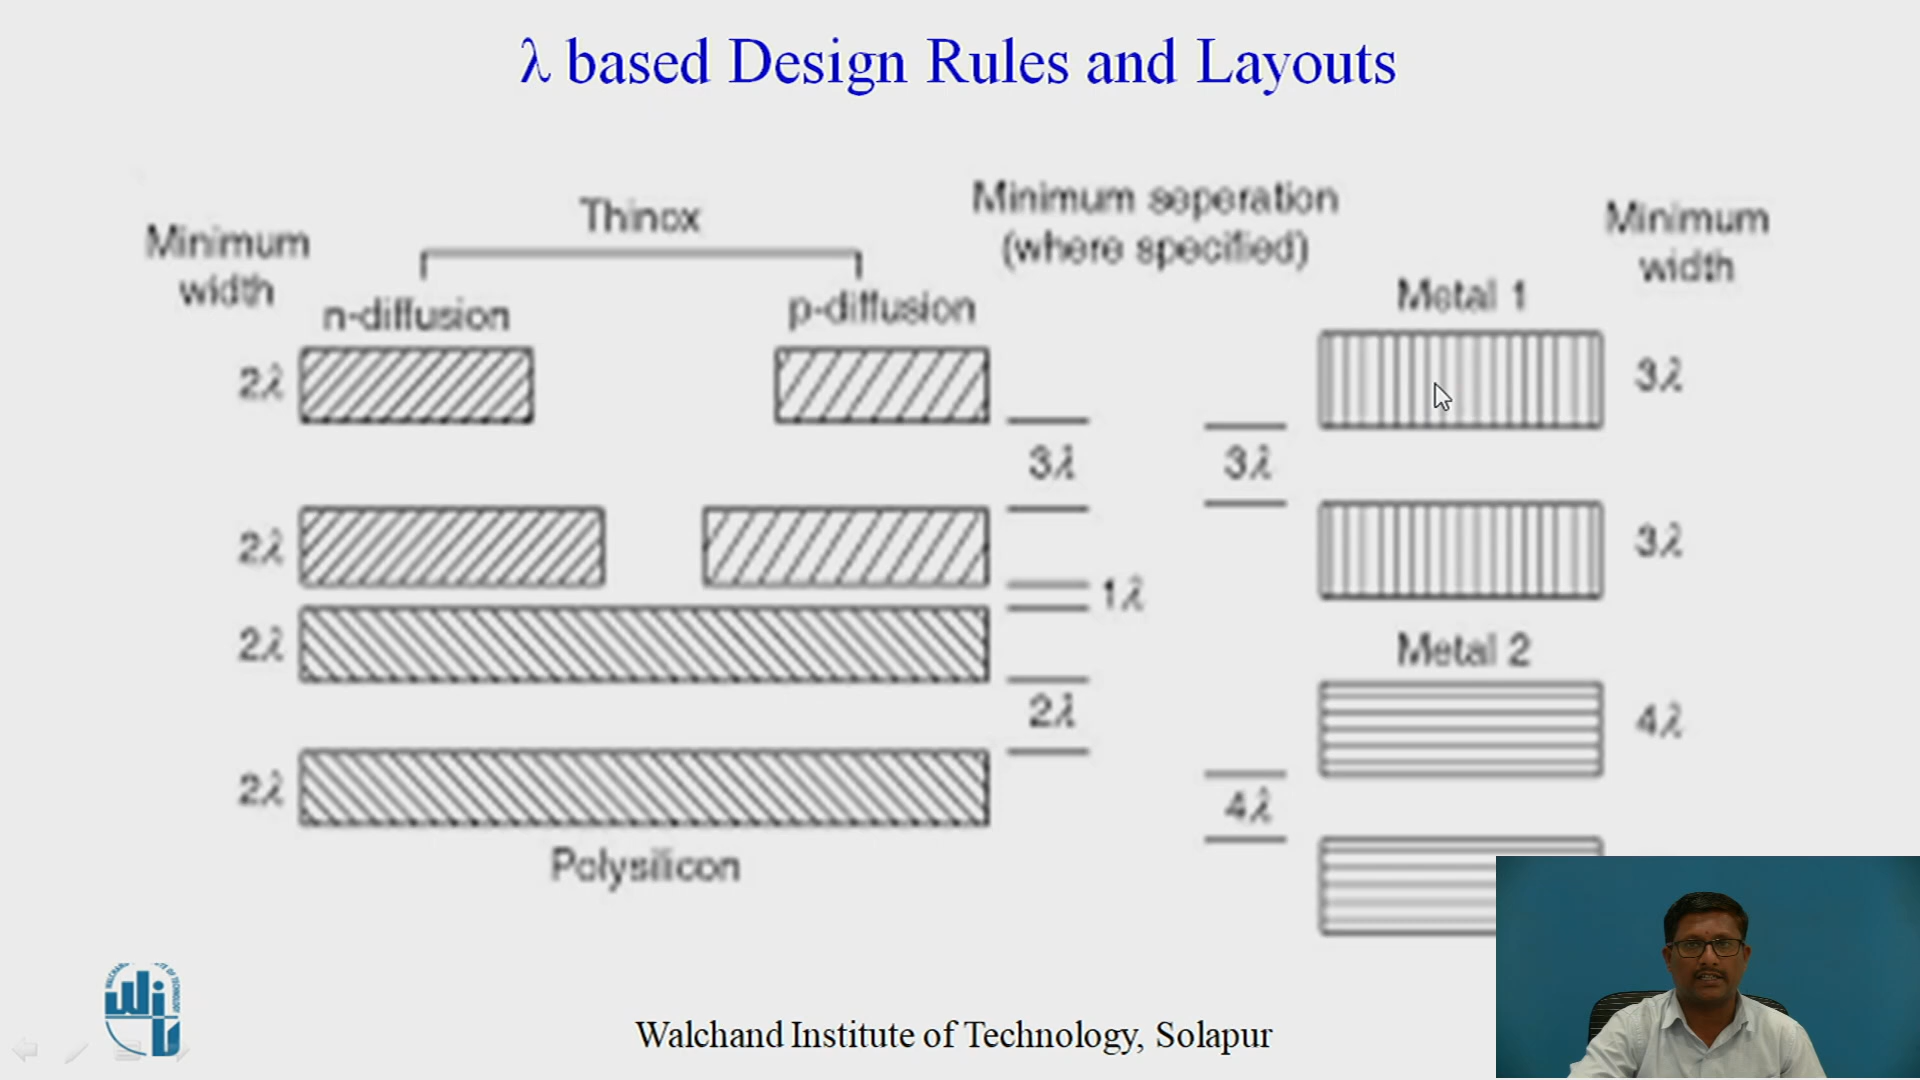 λ based Design Rules and Layouts
Minimum
width
Thinox
n-diffusion
p-diffusion
Minimum seperation
(where specified)
Minimum
width
Metal 1
2λ
3λ
3λ
3λ
2λ
3λ
1λ
2λ
Metal 2
2λ
4λ
2λ
4λ
Polysilicon
Walchand Institute of Technology, Solapur